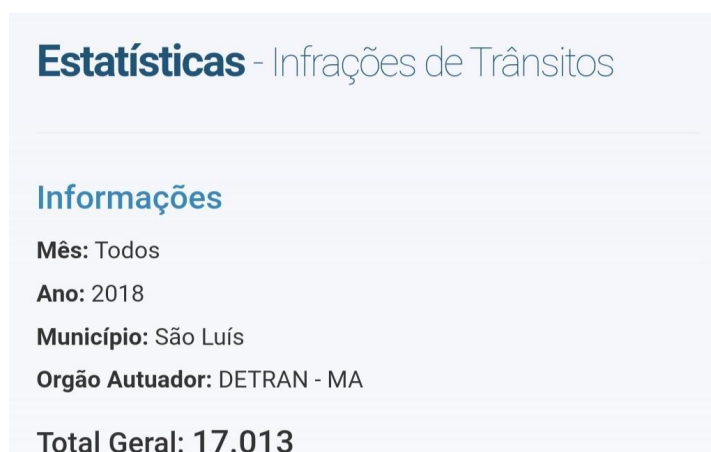 Estatísticas - Infrações de Trânsitos
Informações
Mês: Todos
Ano: 2018
Município: São Luís
Orgão Autuador: DETRAN - MA
Total Geral: 17.013